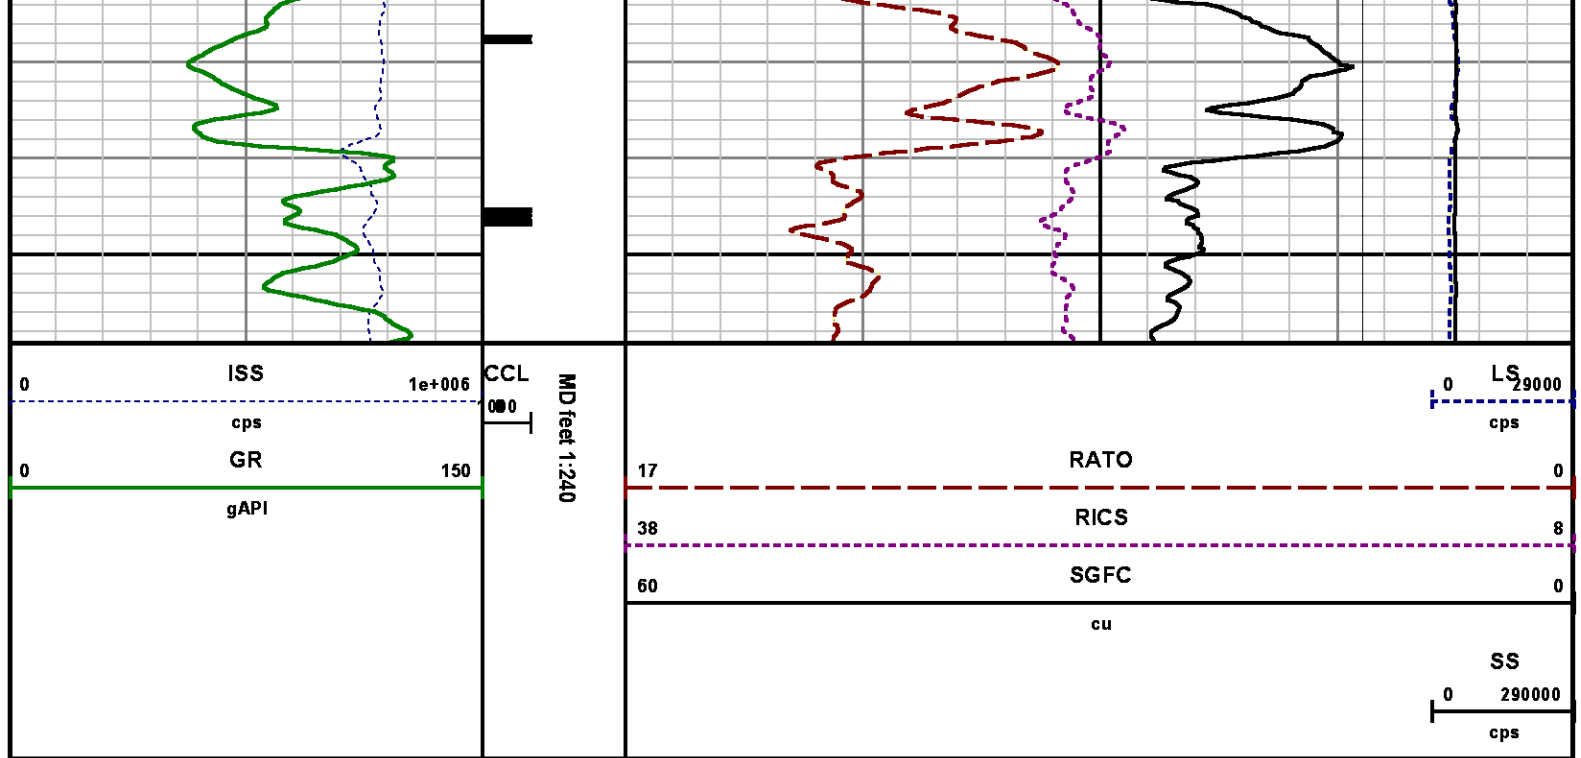 ISS
0 1e+006
cps
GR
0 150
gAPI
CCL
MD feet 1:240
LS
0 29000
cps
RATO
17 0
RICS
38 8
SGFC
60 0
cu
SS
0 290000
cps